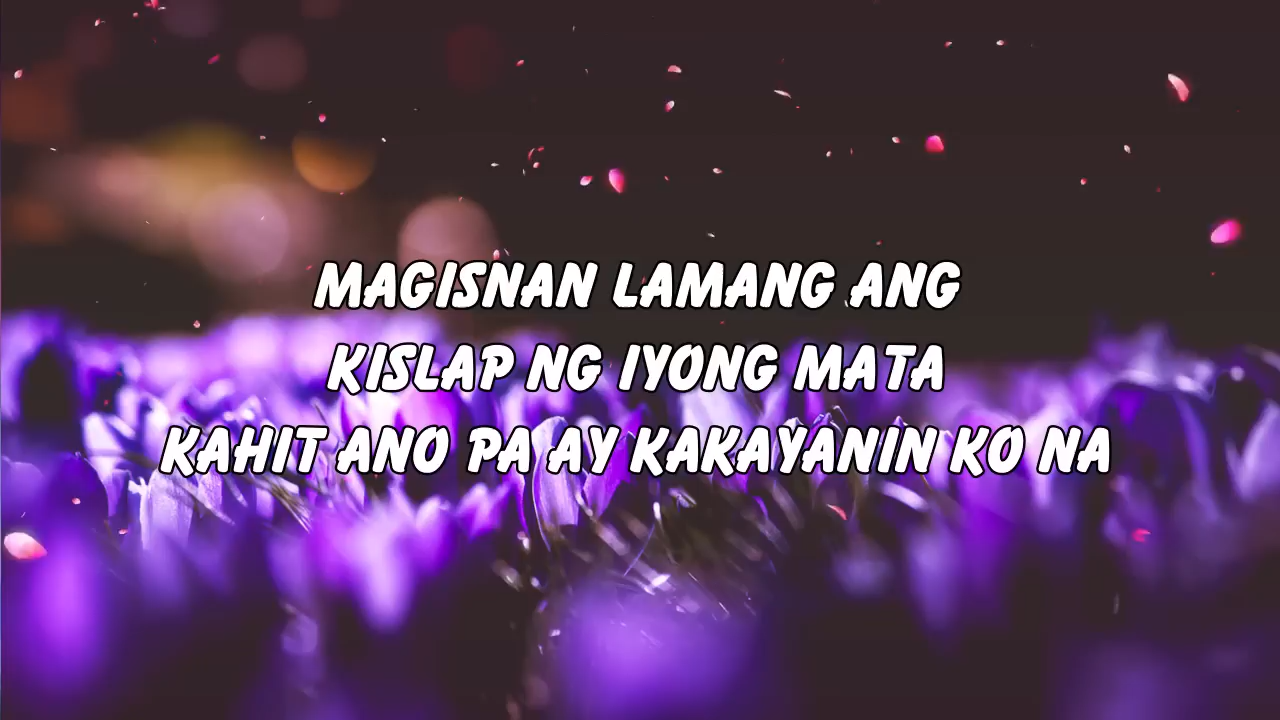 MAGISNAN LAMANG ANG
KISLAP NG IYONG MATA
KAHIT ANO PA AY KAKAYANIN KO NA